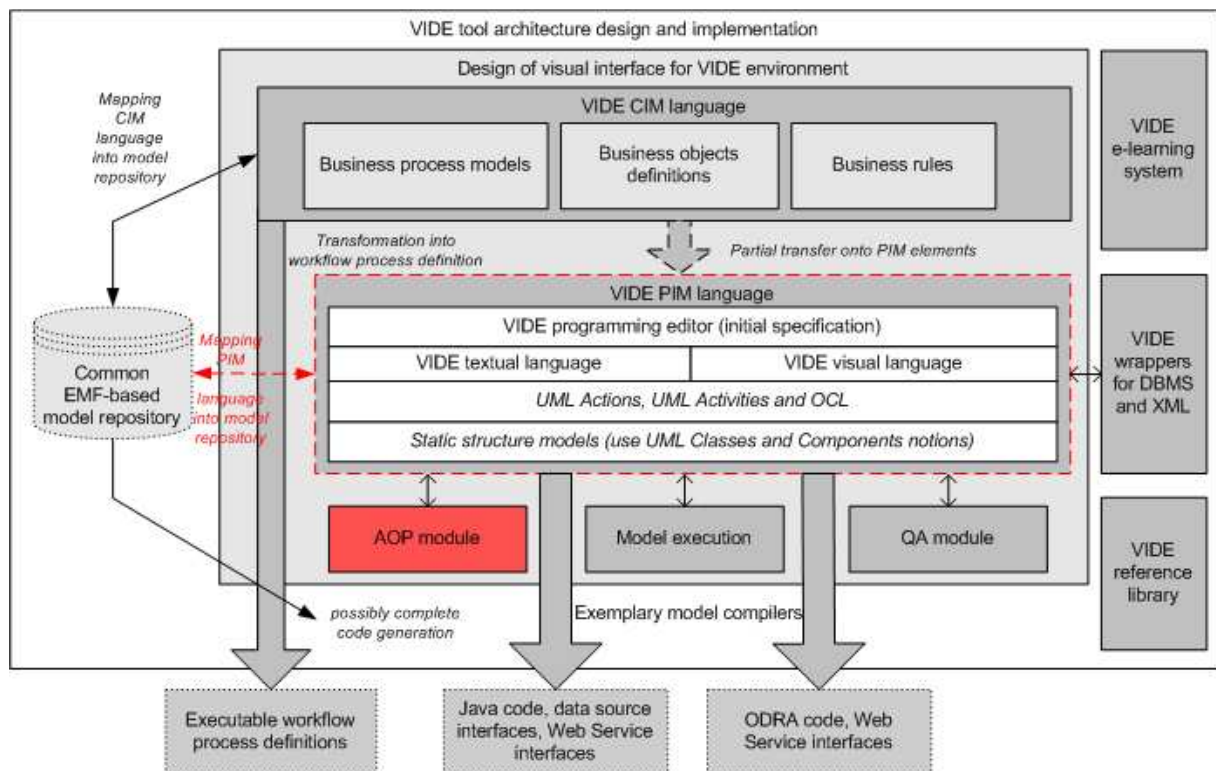 VIDE tool architecture design and implementation
Design of visual interface for VIDE environment
Mapping
CIM
language
into model
repository
VIDE CIM language
Business process models
Business objects
definitions
Business rules
VIDE
e-learning
system
Transformation into
workflow process definition
Partial transfer onto PIM elements
VIDE PIM language
VIDE programming editor (initial specification)
VIDE textual language
VIDE visual language
UML Actions, UML Activities and OCL
Static structure models (use UML Classes and Components notions)
Common
EMF-based
model repository
Mapping
PIM
language
into model
repository
VIDE
wrappers
for DBMS
and XML
AOP module
Model execution
QA module
VIDE
reference
library
possibly complete
code generation
Exemplary model compilers
Executable workflow
process definitions
Java code, data source
interfaces, Web Service
interfaces
ODRA code, Web
Service interfaces